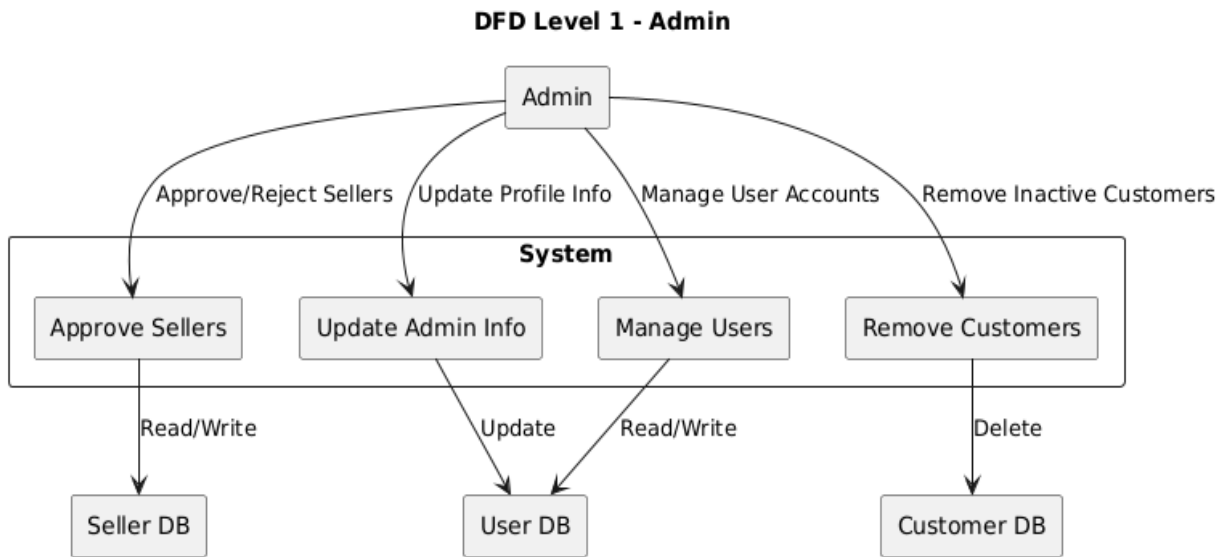 DFD Level 1 - Admin
Admin
Approve/Reject Sellers
Update Profile Info
Manage User Accounts
Remove Inactive Customers
System
Approve Sellers
Update Admin Info
Manage Users
Remove Customers
Read/Write
Update
Read/Write
Delete
Seller DB
User DB
Customer DB